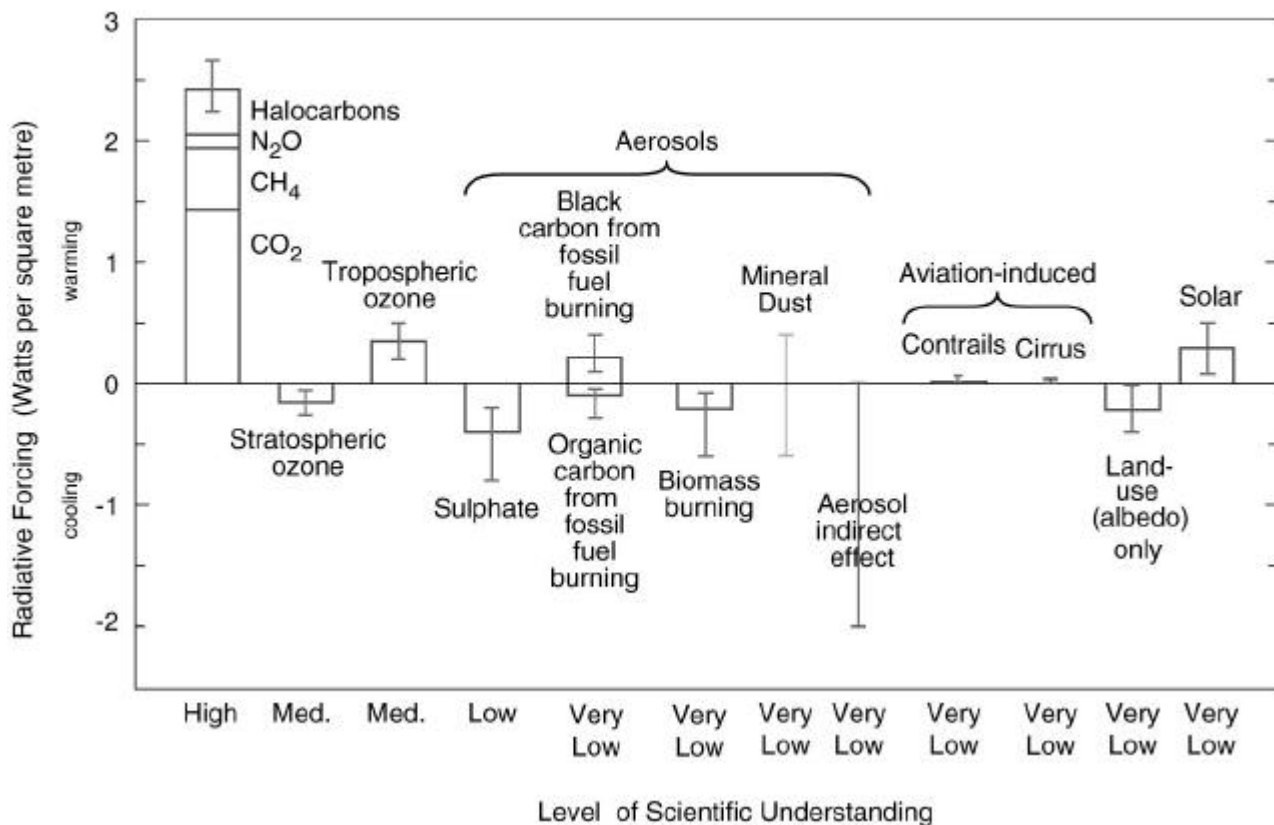 Radiative Forcing (Watts per square metre)
warming
cooling
3
2
1
0
-1
-2
Halocarbons
N₂O
CH₄
CO₂
Stratospheric
ozone
Tropospheric
ozone
Aerosols
Sulphate
Black
carbon from
fossil
fuel
burning
Organic
carbon
from
fossil
fuel
burning
Biomass
burning
Mineral
Dust
Aerosol
indirect
effect
Aviation-induced
Contrails
Cirrus
Land-
use
(albedo)
only
Solar
High
Med.
Med.
Low
Very
Low
Very
Low
Very
Low
Very
Low
Very
Low
Very
Low
Very
Low
Very
Low
Level of Scientific Understanding